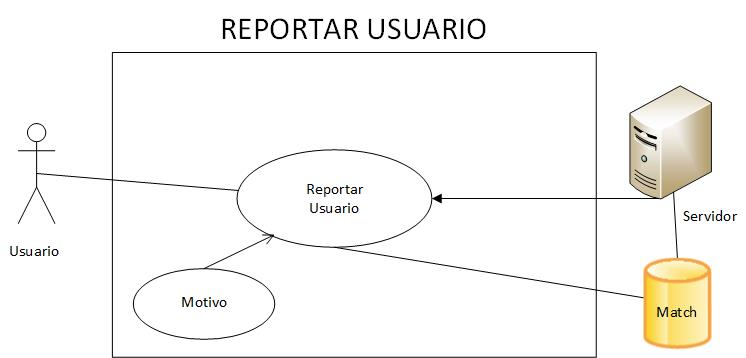 REPORTAR USUARIO
Reportar
Usuario
Servidor
Usuario
Motivo
Match